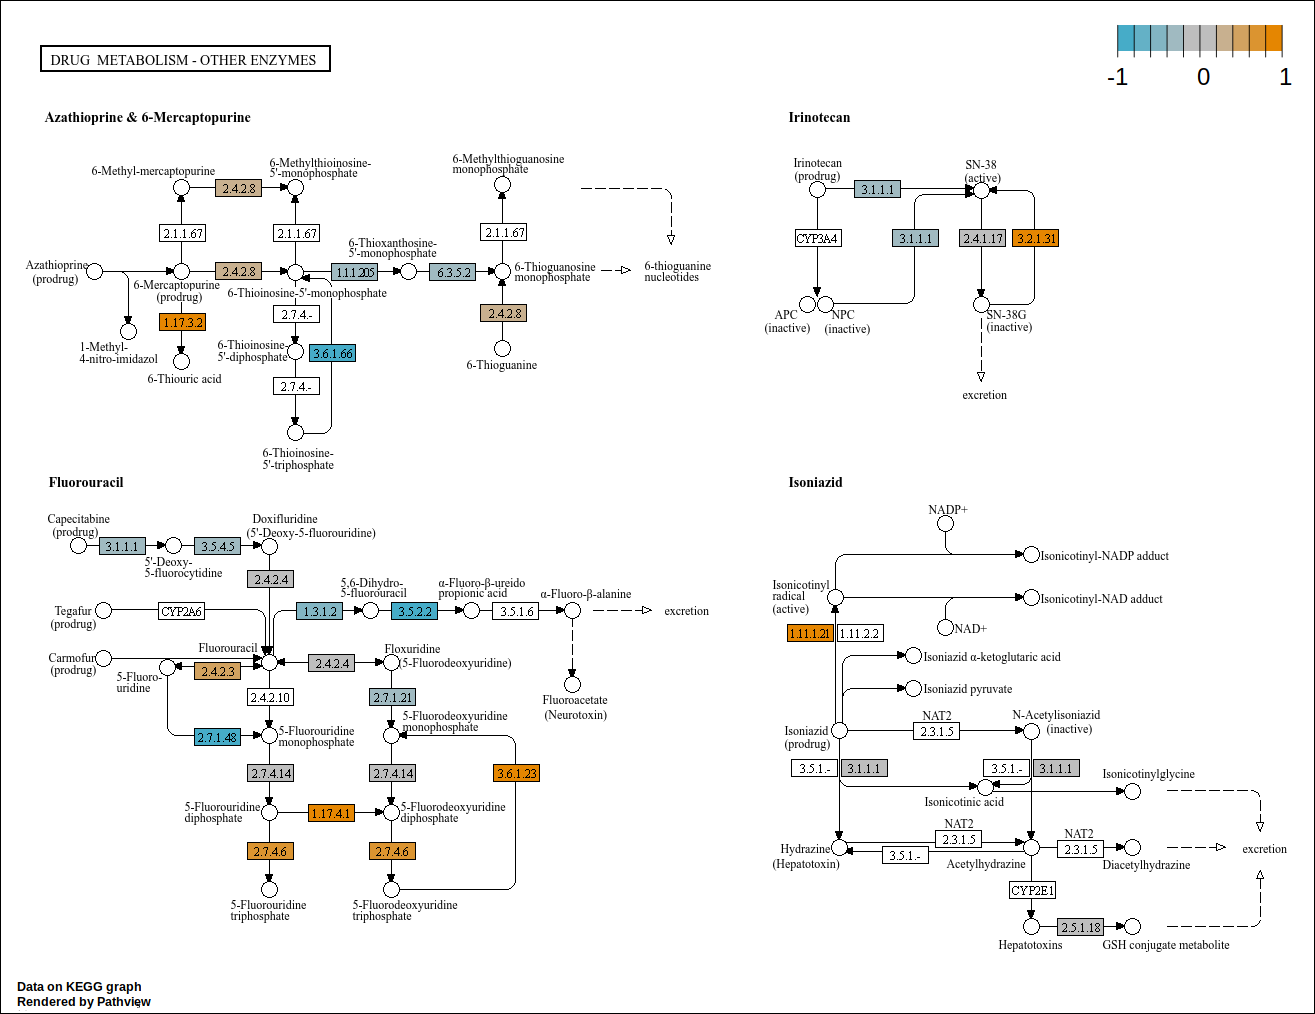 DRUG METABOLISM - OTHER ENZYMES
-1 0 1
Azathioprine & 6-Mercaptopurine
6-Methyl-mercaptopurine
6-Methylthioinosine-
5'-monophosphate
6-Methylthioguanosine
monophosphate
2.4.2.8
2.1.1.67
2.1.1.67
2.1.1.67
6-Thioxanthosine-
5'-monophosphate
Azathioprine
(prodrug)
2.4.2.8
1.1.1.205
6.3.5.2
6-Thioguanosine
monophosphate
6-thioguanine
nucleotides
6-Mercaptopurine
(prodrug)
6-Thioinosine-5'-monophosphate
1.17.3.2
2.7.4.-
2.4.2.8
1-Methyl-
4-nitro-imidazol
6-Thioinosine-
5'-diphosphate
3.6.1.66
6-Thioguanine
6-Thiouric acid
2.7.4.-
6-Thioinosine-
5'-triphosphate
Irinotecan
Irinotecan
(prodrug)
SN-38
(active)
3.1.1.1
CYP3A4
3.1.1.1
2.4.1.17
3.2.1.31
APC
(inactive)
NPC
(inactive)
SN-38G
(inactive)
excretion
Fluorouracil
Capecitabine
(prodrug)
Doxifluridine
(5'-Deoxy-5-fluorouridine)
3.1.1.1
3.5.4.5
5'-Deoxy-
5-fluorocytidine
2.4.2.4
5,6-Dihydro-
5-fluorouracil
α-Fluoro-β-ureido
propionic acid
α-Fluoro-β-alanine
Tegafur
(prodrug)
CYP2A6
1.3.1.2
3.5.2.2
3.5.1.6
excretion
Carmofur
(prodrug)
Fluorouracil
Floxuridine
(5-Fluorodeoxyuridine)
5-Fluoro-
uridine
2.4.2.3
2.4.2.4
2.4.2.10
2.7.1.21
Fluoroacetate
(Neurotoxin)
2.7.1.48
5-Fluorouridine
monophosphate
5-Fluorodeoxyuridine
monophosphate
2.7.4.14
2.7.4.14
3.6.1.23
5-Fluorouridine
diphosphate
1.17.4.1
5-Fluorodeoxyuridine
diphosphate
2.7.4.6
2.7.4.6
5-Fluorouridine
triphosphate
5-Fluorodeoxyuridine
triphosphate
Isoniazid
NADP+
Isonicotinyl-NADP adduct
Isonicotinyl
radical
(active)
Isonicotinyl-NAD adduct
NAD+
1.11.1.21
1.11.2.2
Isoniazid α-ketoglutaric acid
Isoniazid pyruvate
Isoniazid
(prodrug)
NAT2
2.3.1.5
N-Acetylisoniazid
(inactive)
3.5.1.-
3.1.1.1
3.5.1.-
3.1.1.1
Isonicotinylglycine
Isonicotinic acid
Hydrazine
(Hepatotoxin)
NAT2
2.3.1.5
3.5.1.-
Acetylhydrazine
NAT2
2.3.1.5
Diacetylhydrazine
excretion
CYP2E1
2.5.1.18
Hepatotoxins
GSH conjugate metabolite
Data on KEGG graph
Rendered by Pathview